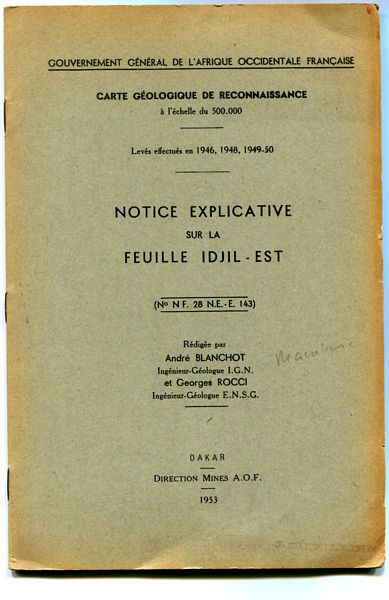 GOUVERNEMENT GÉNÉRAL DE L'AFRIQUE OCCIDENTALE FRANÇAISE
CARTE GÉOLOGIQUE DE RECONNAISSANCE
à l'échelle du 500.000
Levés effectués en 1946, 1948, 1949-50
NOTICE EXPLICATIVE
SUR LA
FEUILLE IDJIL-EST
(No N F. 28 N.E.-E. 143)
Rédigée par
André BLANCHOT
Ingénieur-Géologue I.G.N.
et Georges ROCCI
Ingénieur-Géologue E.N.S.G.
DAKAR
DIRECTION MINES A.O.F.
1953